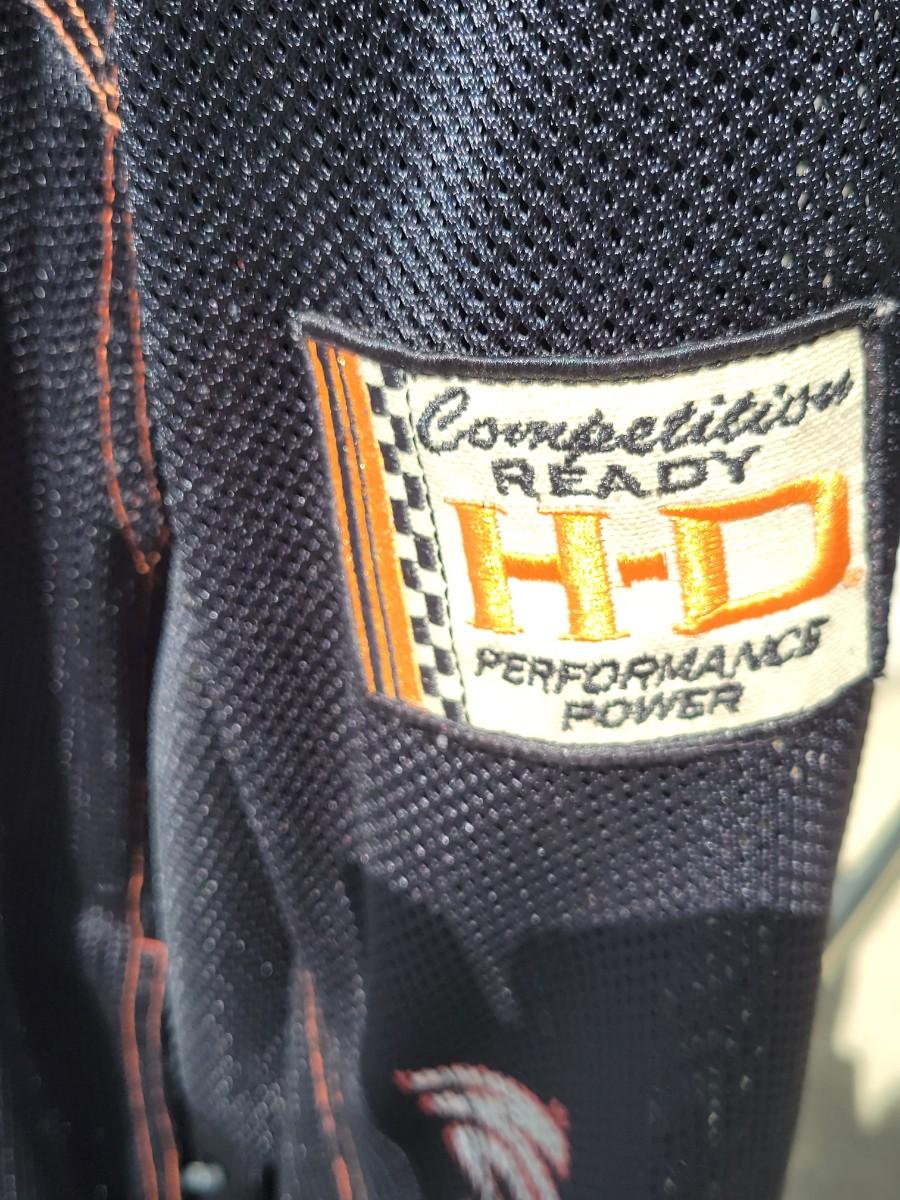 Competition
READY
H-D
PERFORMANCE
POWER